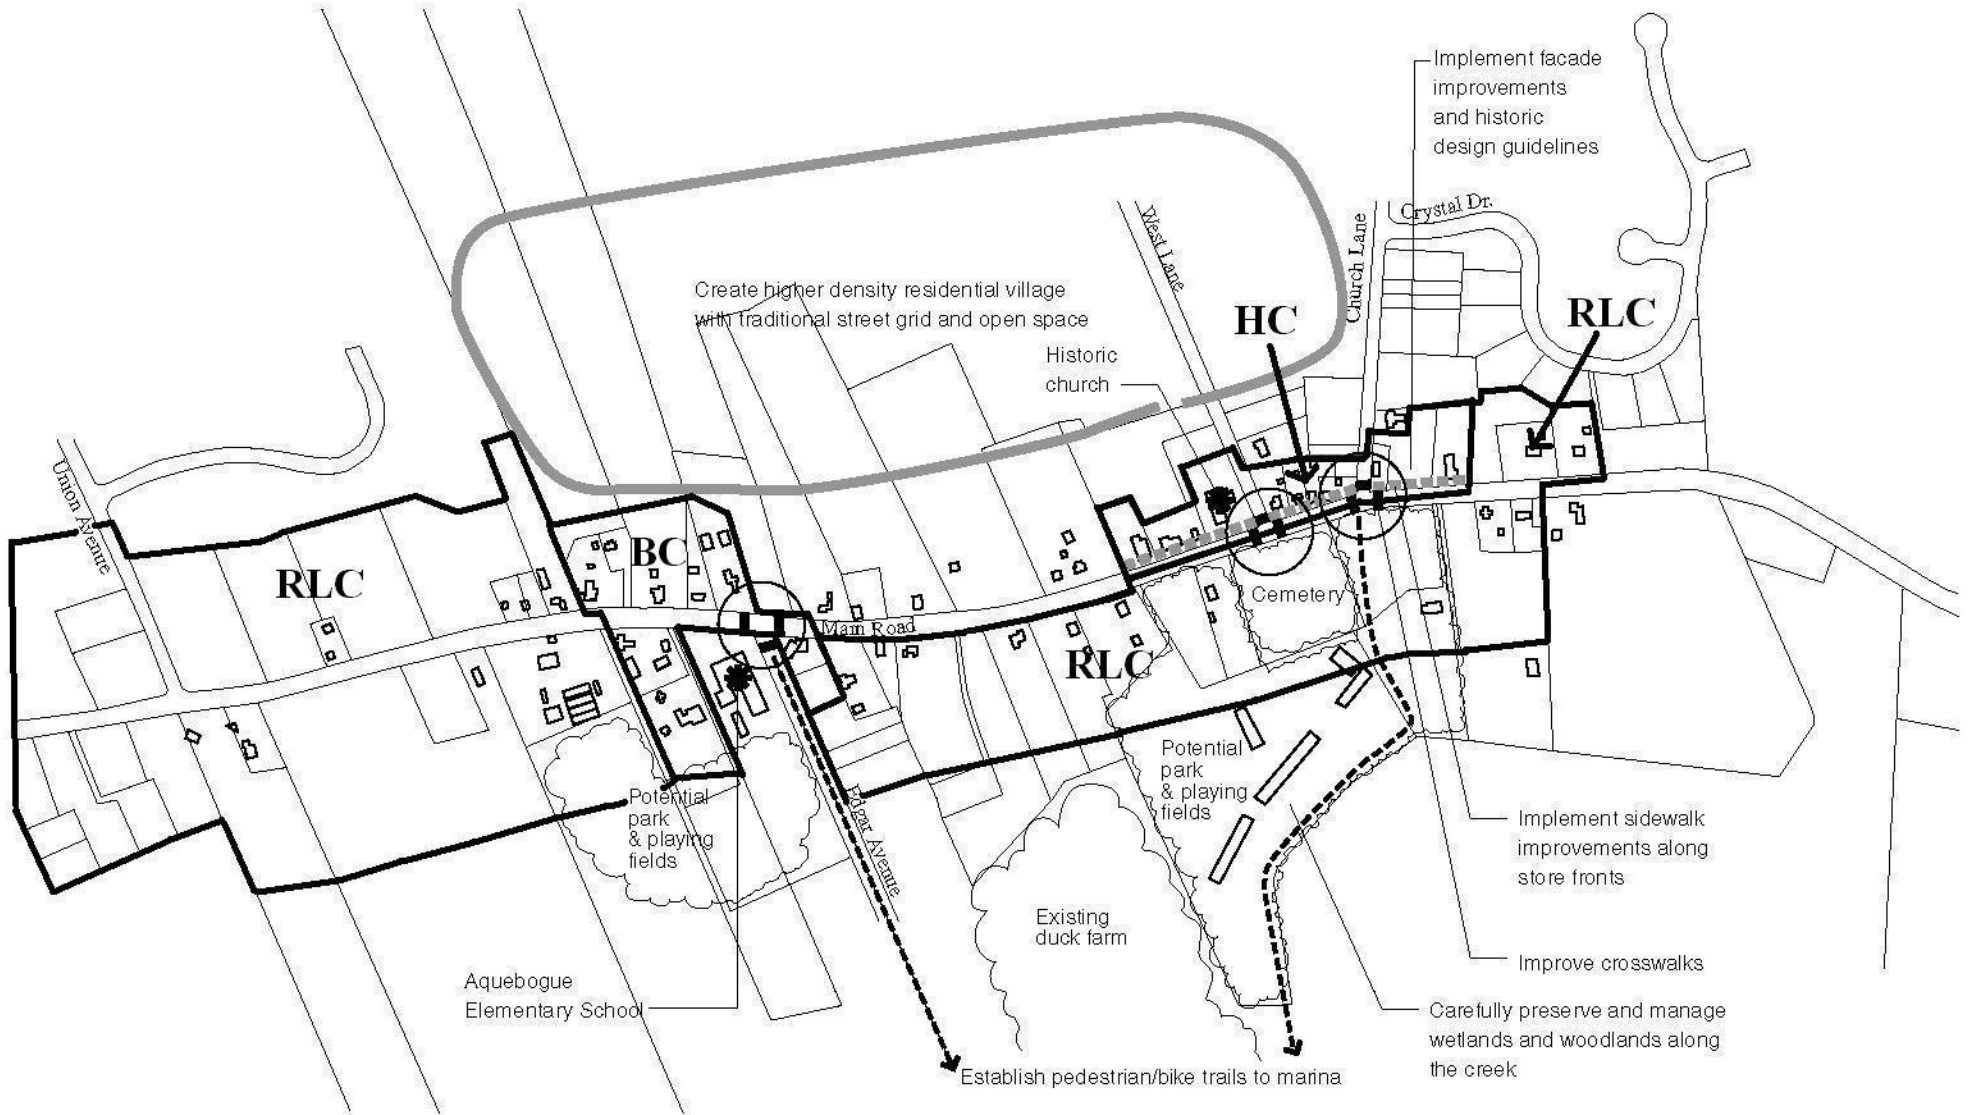 Implement facade
improvements
and historic
design guidelines
Crystal Dr.
West Lane
Church Lane
Create higher density residential village
with traditional street grid and open space
HC
RLC
Historic
church
Union Avenue
RLC
BC
Cemetery
Main Road
RLC
Potential
park
& playing
fields
Potential
park
& playing
fields
Edgar Avenue
Implement sidewalk
improvements along
store fronts
Existing
duck farm
Improve crosswalks
Aquebogue
Elementary School
Carefully preserve and manage
wetlands and woodlands along
the creek
Establish pedestrian/bike trails to marina